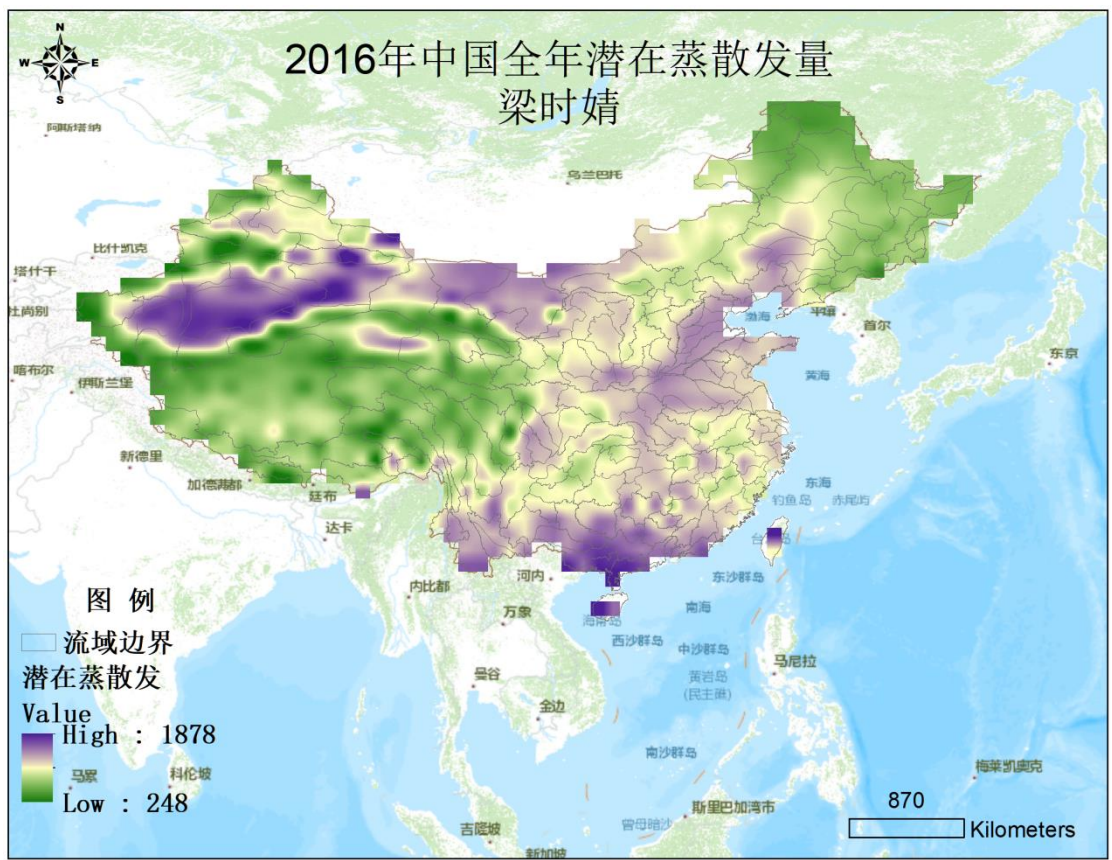 N
W E
S
2016年中国全年潜在蒸散发量
梁时婧
阿斯塔纳
乌兰巴托
比什凯克
塔什干
杜尚别
喀布尔
伊斯兰堡
平壤
首尔
渤海
东京
黄海
新德里
加德满都
廷布
东海
钓鱼岛 赤尾屿
达卡
台湾岛
内比都
河内
东沙群岛
万象
海南岛
南海
西沙群岛
中沙群岛
马尼拉
黄岩岛
(民主礁)
曼谷
金边
南沙群岛
梅莱凯奥克
马累
科伦坡
斯里巴加湾市
曾母暗沙
吉隆坡
新加坡
图 例
流域边界
潜在蒸散发
Value
High : 1878
Low : 248
870
Kilometers